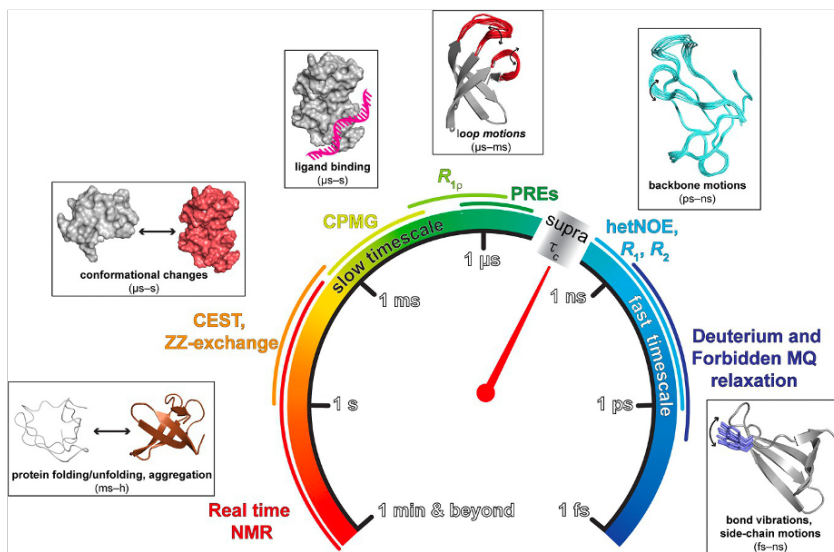 loop motions
(µs–ms)
ligand binding
(µs–s)
backbone motions
(ps–ns)
conformational changes
(µs–s)
protein folding/unfolding, aggregation
(ms–h)
bond vibrations,
side-chain motions
(fs–ns)
R1ρ
PREs
CPMG
hetNOE,
R1, R2
CEST,
ZZ-exchange
Deuterium and
Forbidden MQ
relaxation
Real time
NMR
slow timescale
supra
τc
fast timescale
1 µs
1 ns
1 ms
1 s
1 ps
1 min & beyond
1 fs